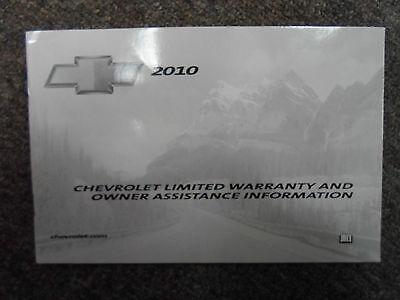 2010
CHEVROLET LIMITED WARRANTY AND
OWNER ASSISTANCE INFORMATION
chevrolet.com